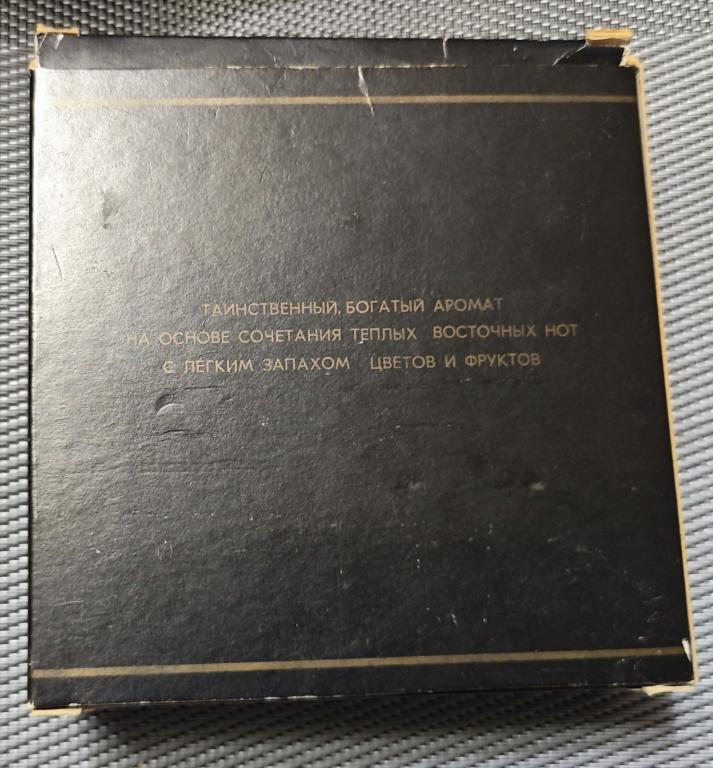 ТАИНСТВЕННЫЙ, БОГАТЫЙ АРОМАТ
НА ОСНОВЕ СОЧЕТАНИЯ ТЕПЛЫХ ВОСТОЧНЫХ НОТ
С ЛЕГКИМ ЗАПАХОМ ЦВЕТОВ И ФРУКТОВ